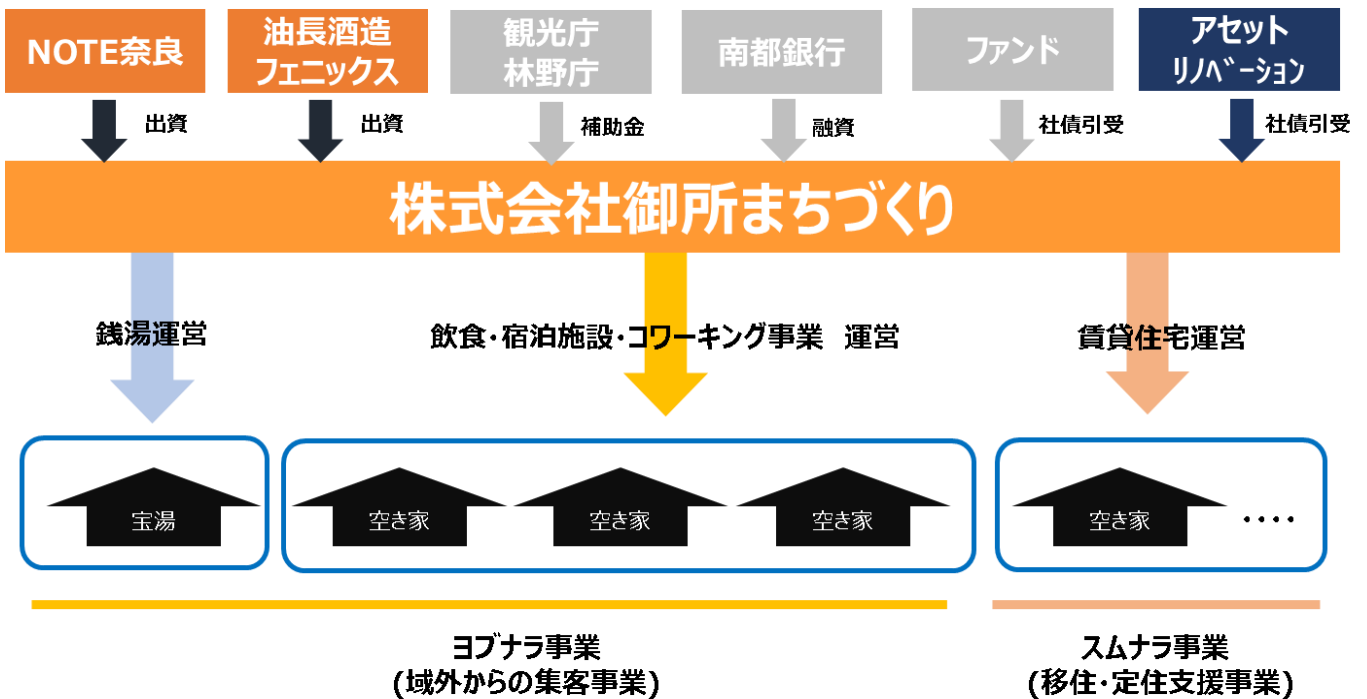 NOTE奈良
油長酒造
フェニックス
観光庁
林野庁
南都銀行
ファンド
アセット
リノベーション
出資
出資
補助金
融資
社債引受
社債引受
株式会社御所まちづくり
銭湯運営
飲食・宿泊施設・コワーキング事業 運営
賃貸住宅運営
宝湯
空き家
空き家
空き家
空き家
‥‥
ヨブナラ事業
(域外からの集客事業)
スムナラ事業
(移住・定住支援事業)